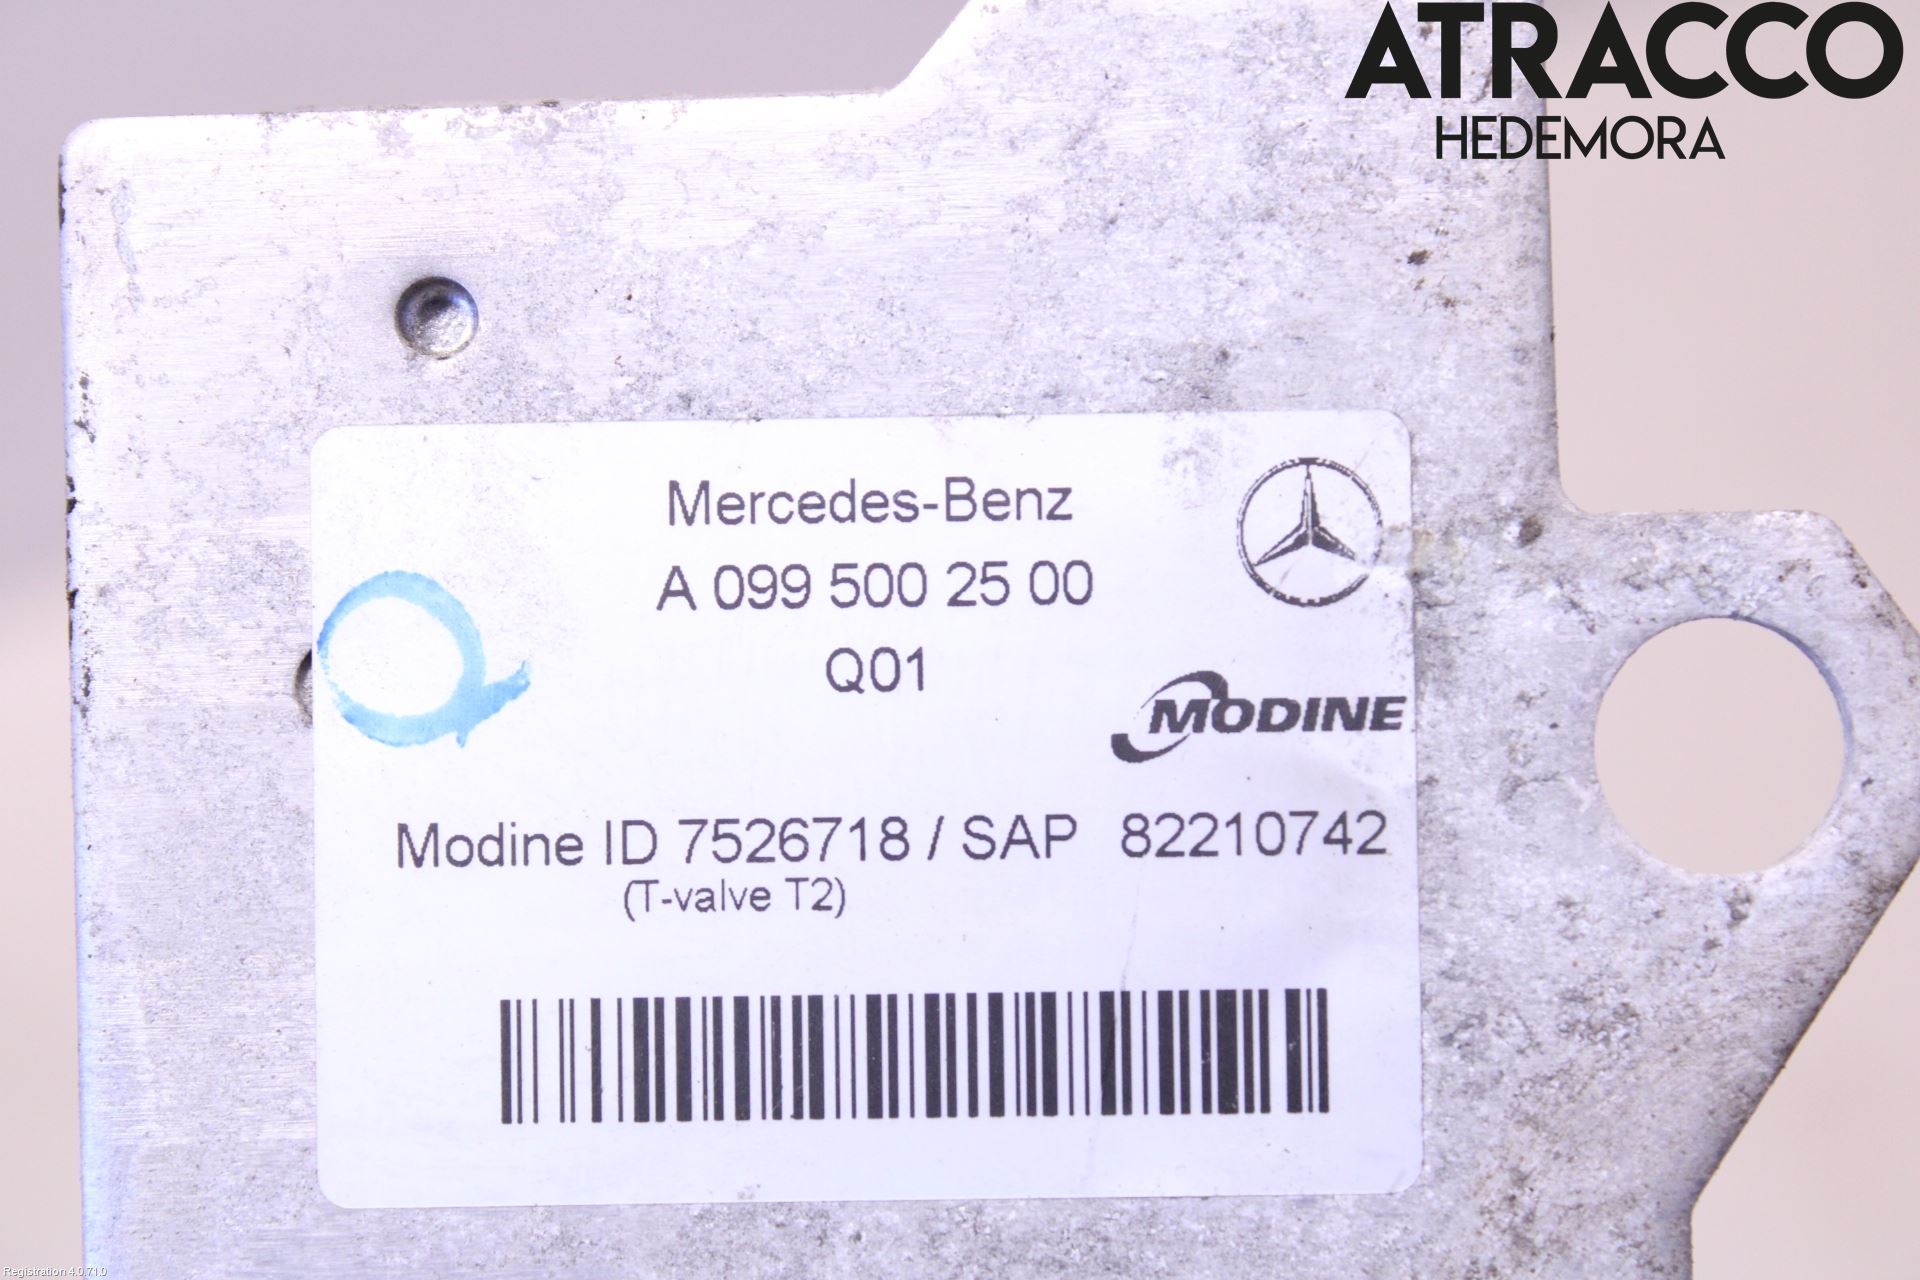 ATRACCO
HEDEMORA
Mercedes-Benz
A 099 500 25 00
Q01
MODINE
Modine ID 7526718 / SAP 82210742
(T-valve T2)
Registration 4.0.71.0